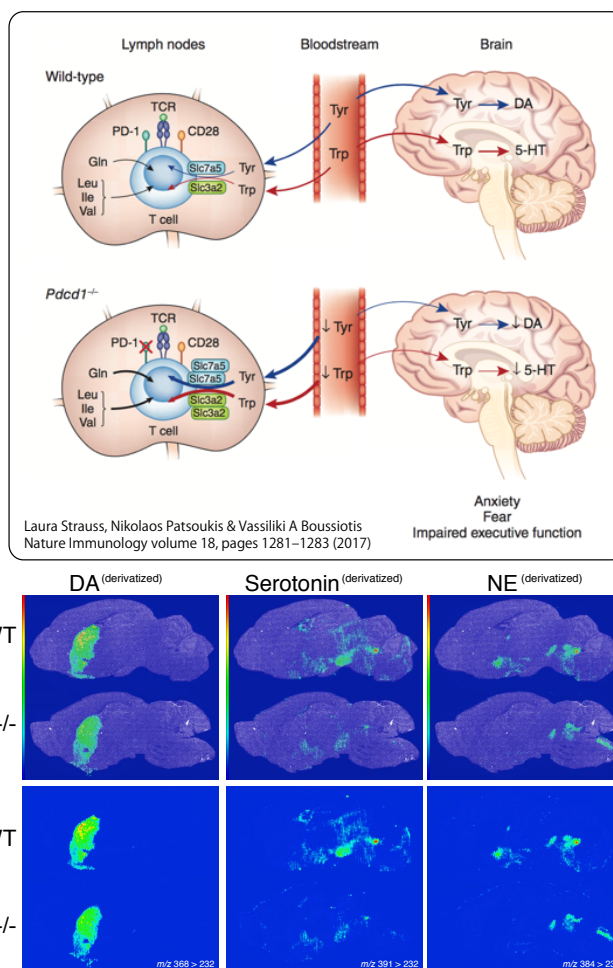 Lymph nodes
Bloodstream
Brain
Wild-type
TCR
PD-1
CD28
Gln
Slc7a5
Tyr
Leu
Slc3a2
Trp
Ile
Val
T cell
Tyr
Trp
Tyr DA
Trp 5-HT
Pdcd1–/–
TCR
PD-1
CD28
Gln
Slc7a5
Slc7a5
Tyr
Leu
Slc3a2
Trp
Ile
Slc3a2
Val
T cell
↓ Tyr
↓ Trp
Tyr ↓ DA
Trp ↓ 5-HT
Anxiety
Fear
Impaired executive function
Laura Strauss, Nikolaos Patsoukis & Vassiliki A Boussiotis
Nature Immunology volume 18, pages 1281–1283 (2017)
DA (derivatized)
Serotonin (derivatized)
NE (derivatized)
-/-
-/-
m/z 368 > 232
m/z 391 > 232
m/z 384 > 23